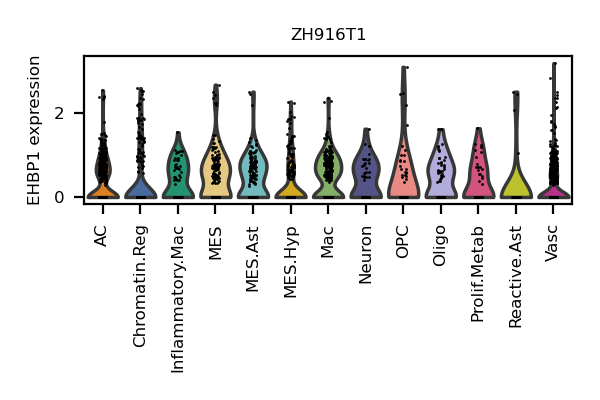 ZH916T1
EHBP1 expression
2
0
AC
Chromatin.Reg
Inflammatory.Mac
MES
MES.Ast
MES.Hyp
Mac
Neuron
OPC
Oligo
Prolif.Metab
Reactive.Ast
Vasc